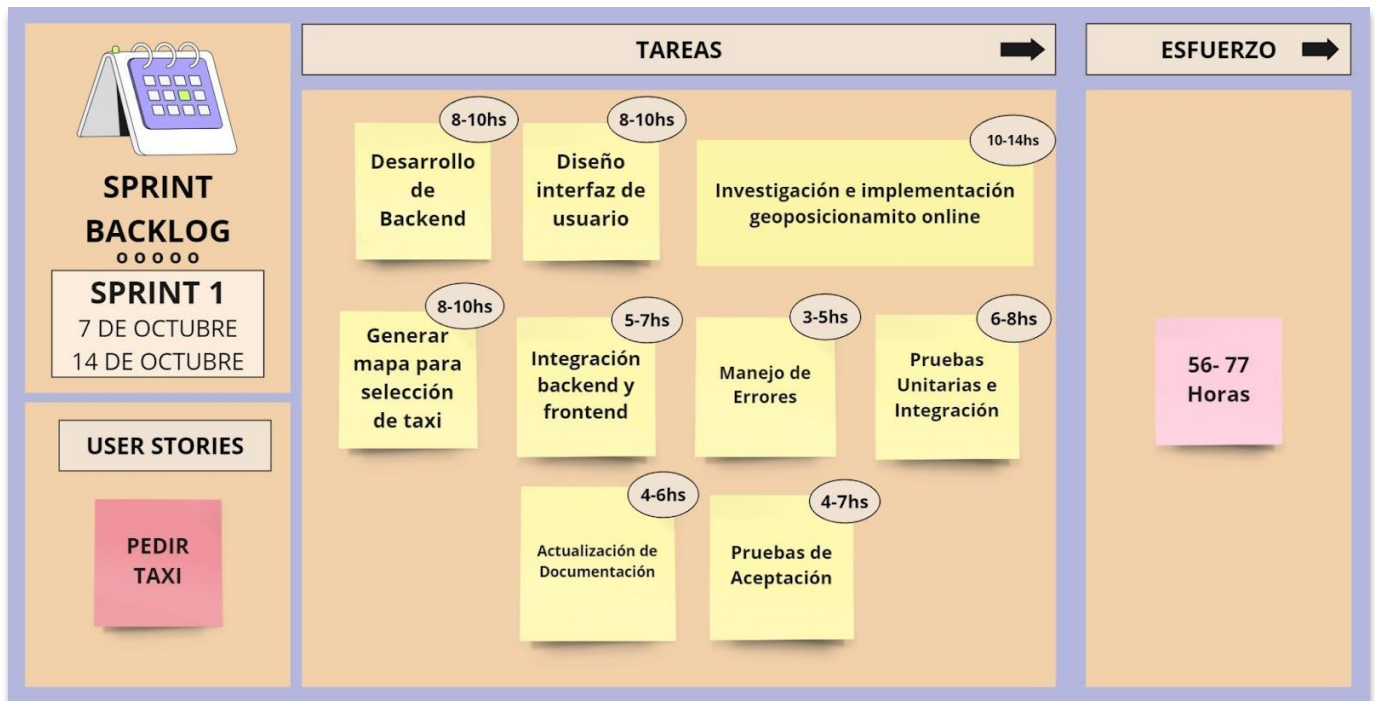 SPRINT
BACKLOG
SPRINT 1
7 DE OCTUBRE
14 DE OCTUBRE
USER STORIES
PEDIR
TAXI
TAREAS
8-10hs
Desarrollo
de
Backend
8-10hs
Diseño
interfaz de
usuario
10-14hs
Investigación e implementación
geoposicionamito online
8-10hs
Generar
mapa para
selección
de taxi
5-7hs
Integración
backend y
frontend
3-5hs
Manejo de
Errores
6-8hs
Pruebas
Unitarias e
Integración
4-6hs
Actualización de
Documentación
4-7hs
Pruebas de
Aceptación
ESFUERZO
56- 77
Horas